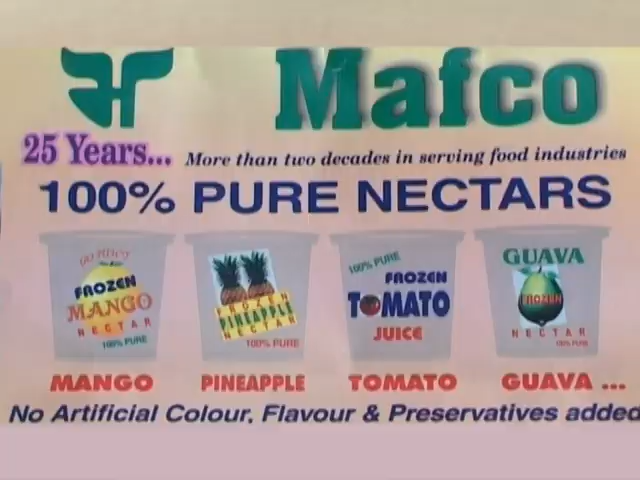 Mafco
25 Years... More than two decades in serving food industries
100% PURE NECTARS
FROZEN
MANGO
NECTAR
100% PURE
FROZEN
PINEAPPLE
NECTAR
100% PURE
100% PURE
FROZEN
TOMATO
JUICE
GUAVA
FROZEN
NECTAR
100% PURE
MANGO PINEAPPLE TOMATO GUAVA ...
No Artificial Colour, Flavour & Preservatives added